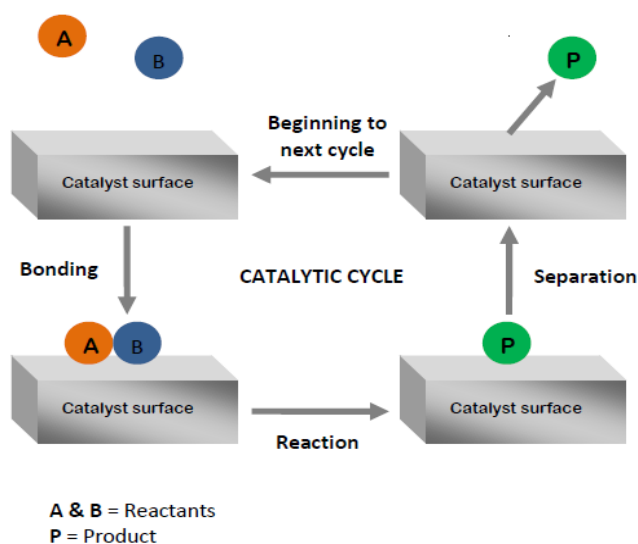 A
B
P
Beginning to
next cycle
Catalyst surface
Catalyst surface
Bonding
CATALYTIC CYCLE
Separation
A
B
P
Catalyst surface
Catalyst surface
Reaction
A & B = Reactants
P = Product